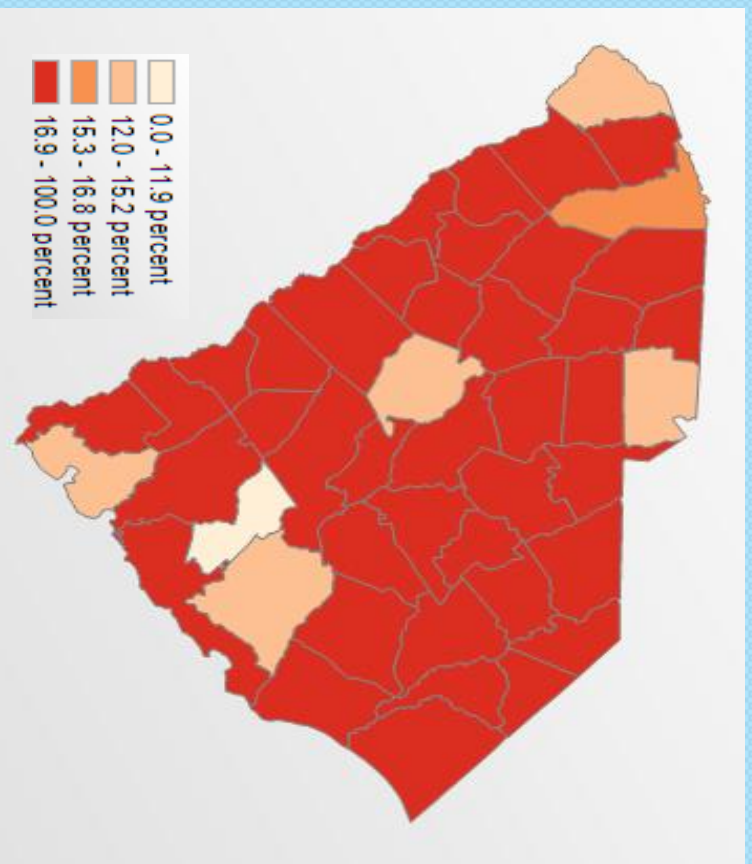 0.0 - 11.9 percent
12.0 - 15.2 percent
15.3 - 16.8 percent
16.9 - 100.0 percent